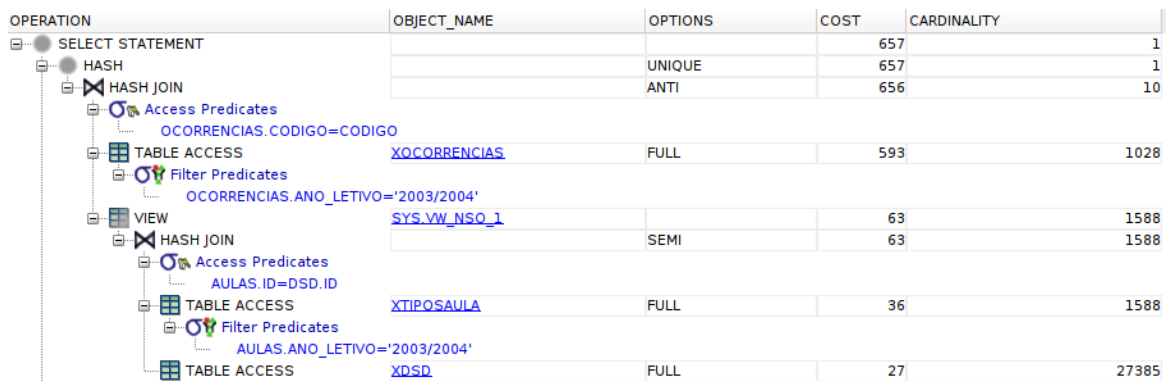 OPERATION OBJECT_NAME OPTIONS COST CARDINALITY
SELECT STATEMENT 657 1
HASH UNIQUE 657 1
HASH JOIN ANTI 656 10
Access Predicates
OCORRENCIAS.CODIGO=CODIGO
TABLE ACCESS XOCORRENCIAS FULL 593 1028
Filter Predicates
OCORRENCIAS.ANO_LETIVO='2003/2004'
VIEW SYS.VW_NSO_1 63 1588
HASH JOIN SEMI 63 1588
Access Predicates
AULAS.ID=DSD.ID
TABLE ACCESS XTIPOSAULA FULL 36 1588
Filter Predicates
AULAS.ANO_LETIVO='2003/2004'
TABLE ACCESS XDSD FULL 27 27385